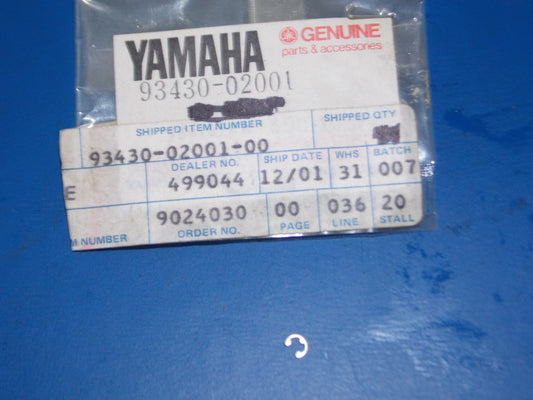 YAMAHA GENUINE
parts & accessories
93430-02001
SHIPPED ITEM NUMBER SHIPPED QTY
93430-02001-00
DEALER NO. SHIP DATE WHS BATCH
E 499044 12/01 31 007
9024030 00 036 20
M NUMBER ORDER NO. PAGE LINE STALL